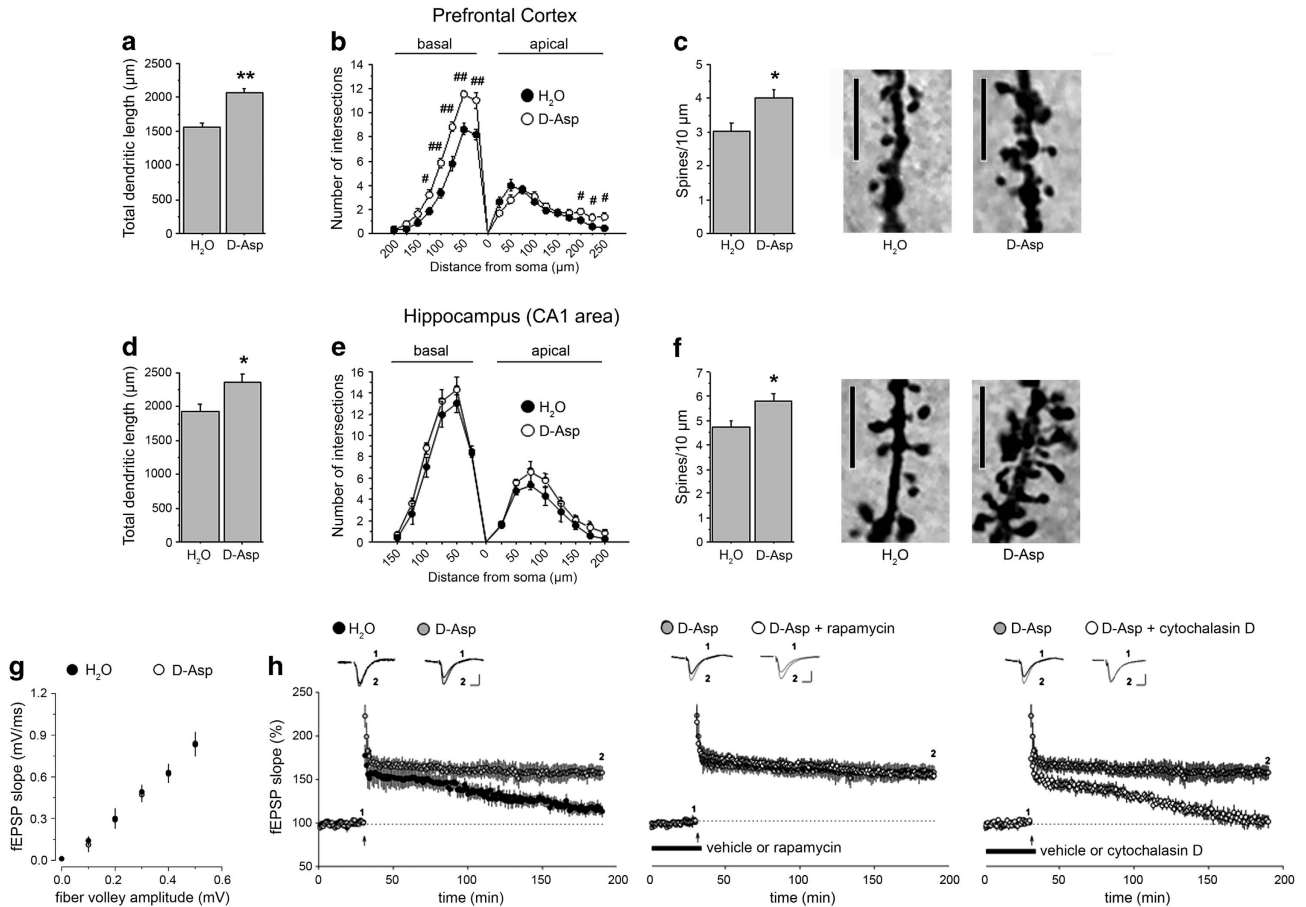 Prefrontal Cortex
a
Total dendritic length (µm)
2500
2000
1500
1000
500
0
**
H₂O D-Asp
b
basal apical
Number of intersections
14
12
10
8
6
4
2
0
# ## ## ## ## ##
# # #
H₂O
D-Asp
200 150 100 50 0 50 100 150 200 250
Distance from soma (µm)
c
Spines/10 µm
5
4
3
2
1
0
*
H₂O D-Asp
H₂O
D-Asp
Hippocampus (CA1 area)
d
Total dendritic length (µm)
2500
2000
1500
1000
500
0
*
H₂O D-Asp
e
basal apical
Number of intersections
16
14
12
10
8
6
4
2
0
H₂O
D-Asp
150 100 50 0 50 100 150 200
Distance from soma (µm)
f
Spines/10 µm
7
6
5
4
3
2
1
0
*
H₂O D-Asp
H₂O
D-Asp
g
H₂O D-Asp
fEPSP slope (mV/ms)
1.2
0.9
0.6
0.3
0.0
0.0 0.2 0.4 0.6
fiber volley amplitude (mV)
h
H₂O D-Asp
1
2
1
2
fEPSP slope (%)
250
200
150
100
50
1
2
0 50 100 150 200
time (min)
D-Asp D-Asp + rapamycin
1
2
1
2
vehicle or rapamycin
0 50 100 150 200
time (min)
D-Asp D-Asp + cytochalasin D
1
2
1
2
vehicle or cytochalasin D
0 50 100 150 200
time (min)